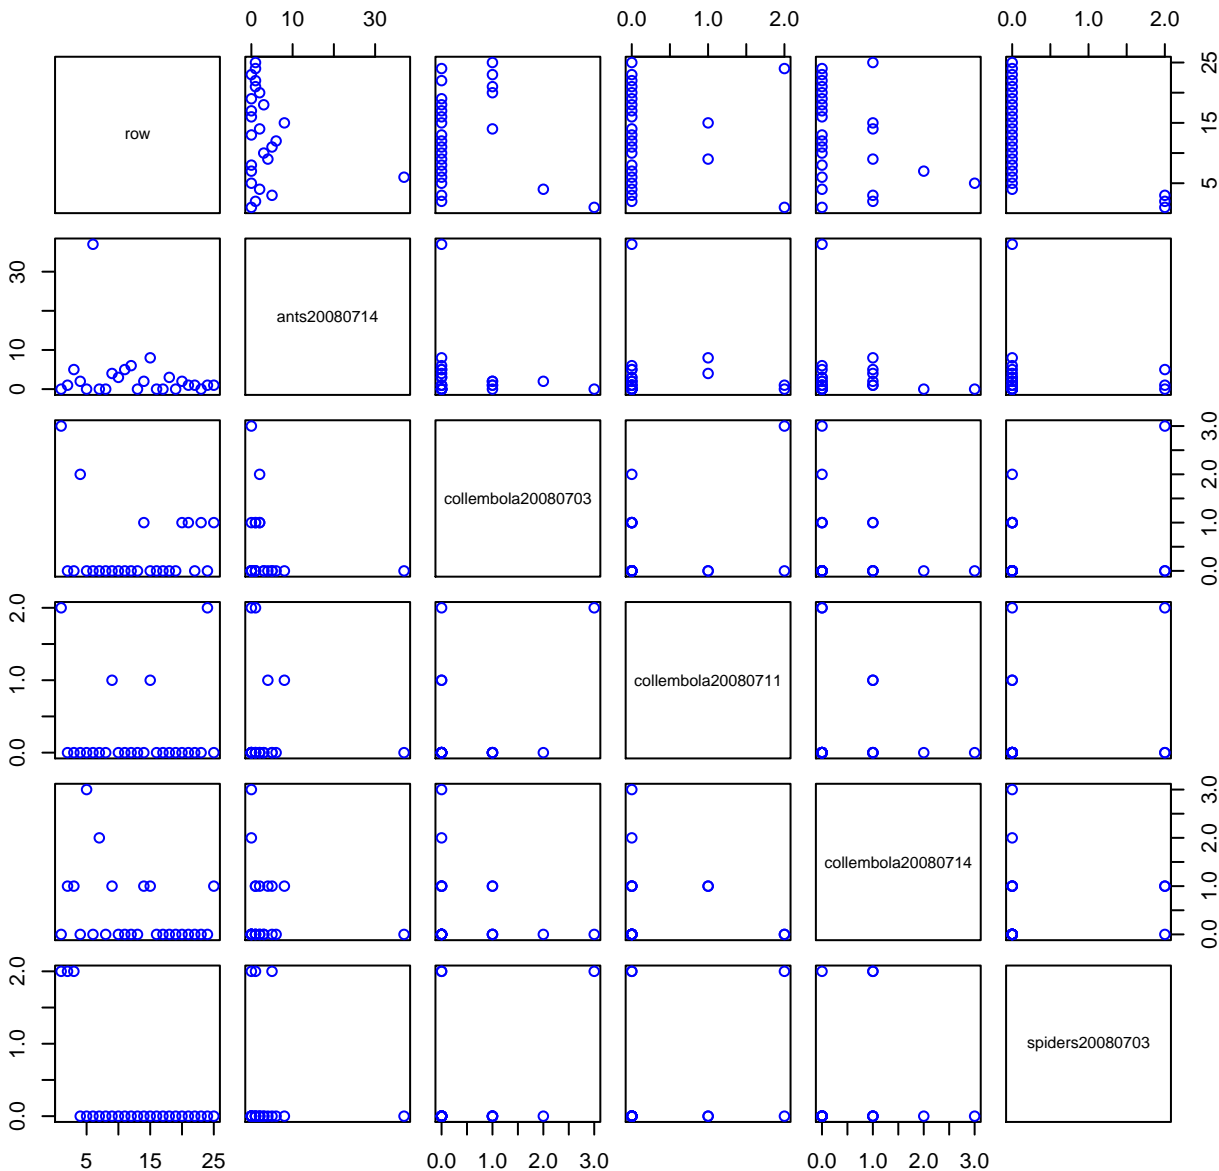 0 10 30 0.0 1.0 2.0 0.0 1.0 2.0
row
5 15 25
0 10 30
ants20080714
collembola20080703
0.0 1.0 2.0 3.0
0.0 1.0 2.0
collembola20080711
collembola20080714
0.0 1.0 2.0 3.0
0.0 1.0 2.0
spiders20080703
5 15 25 0.0 1.0 2.0 3.0 0.0 1.0 2.0 3.0